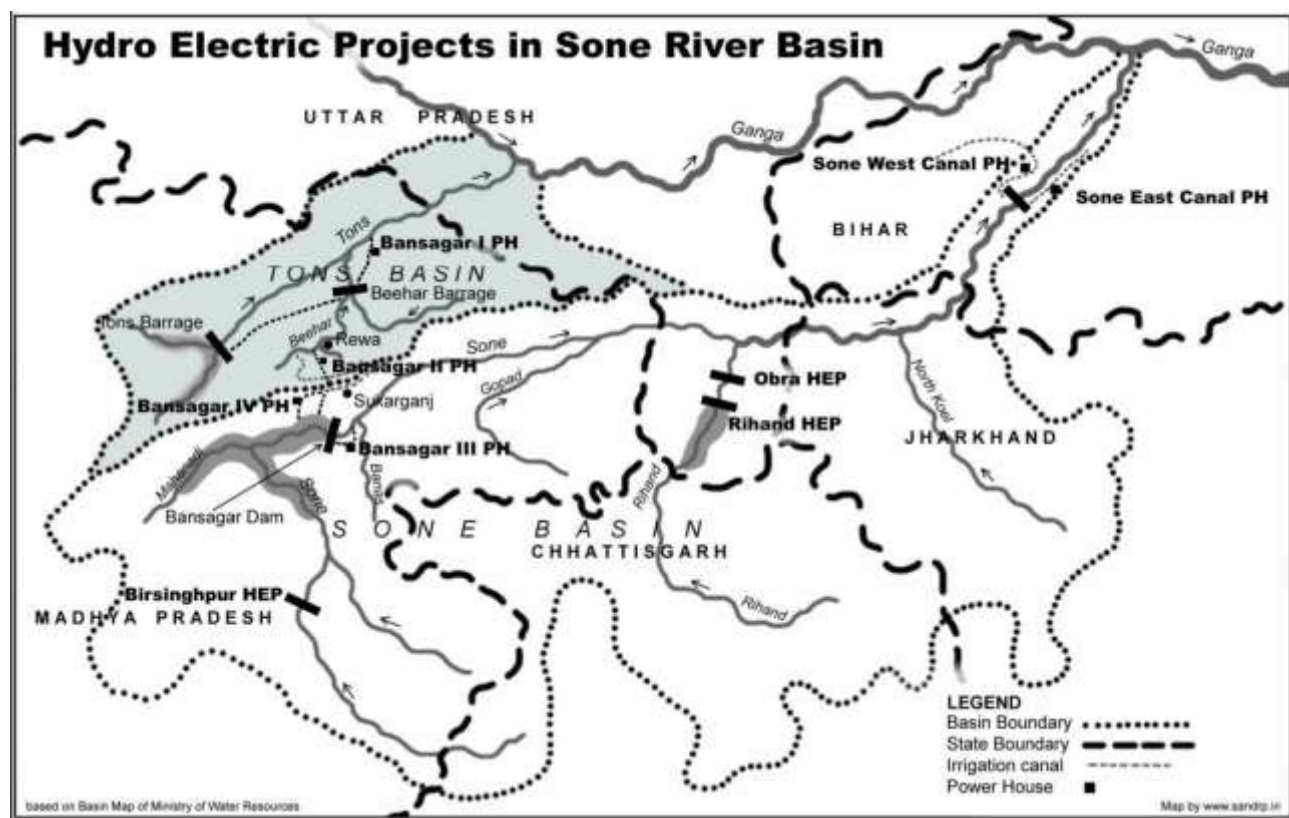 Hydro Electric Projects in Sone River Basin
Ganga
UTTAR PRADESH
Ganga
Sone West Canal PH
Sone East Canal PH
BIHAR
Tons
Bansagar I PH
TONS BASIN
Beehar Barrage
Tons Barrage
Beehar
Rewa
Sone
Bansagar II PH
Gopad
Obra HEP
North Koel
Sukarganj
Bansagar IV PH
Rihand HEP
JHARKHAND
Bansagar III PH
Mahanadi
Sone
Rihand
Bansagar Dam
SONE BASIN
CHHATTISGARH
Birsinghpur HEP
Rihand
MADHYA PRADESH
LEGEND
Basin Boundary
State Boundary
Irrigation canal
Power House
based on Basin Map of Ministry of Water Resources
Map by www.sandrp.in